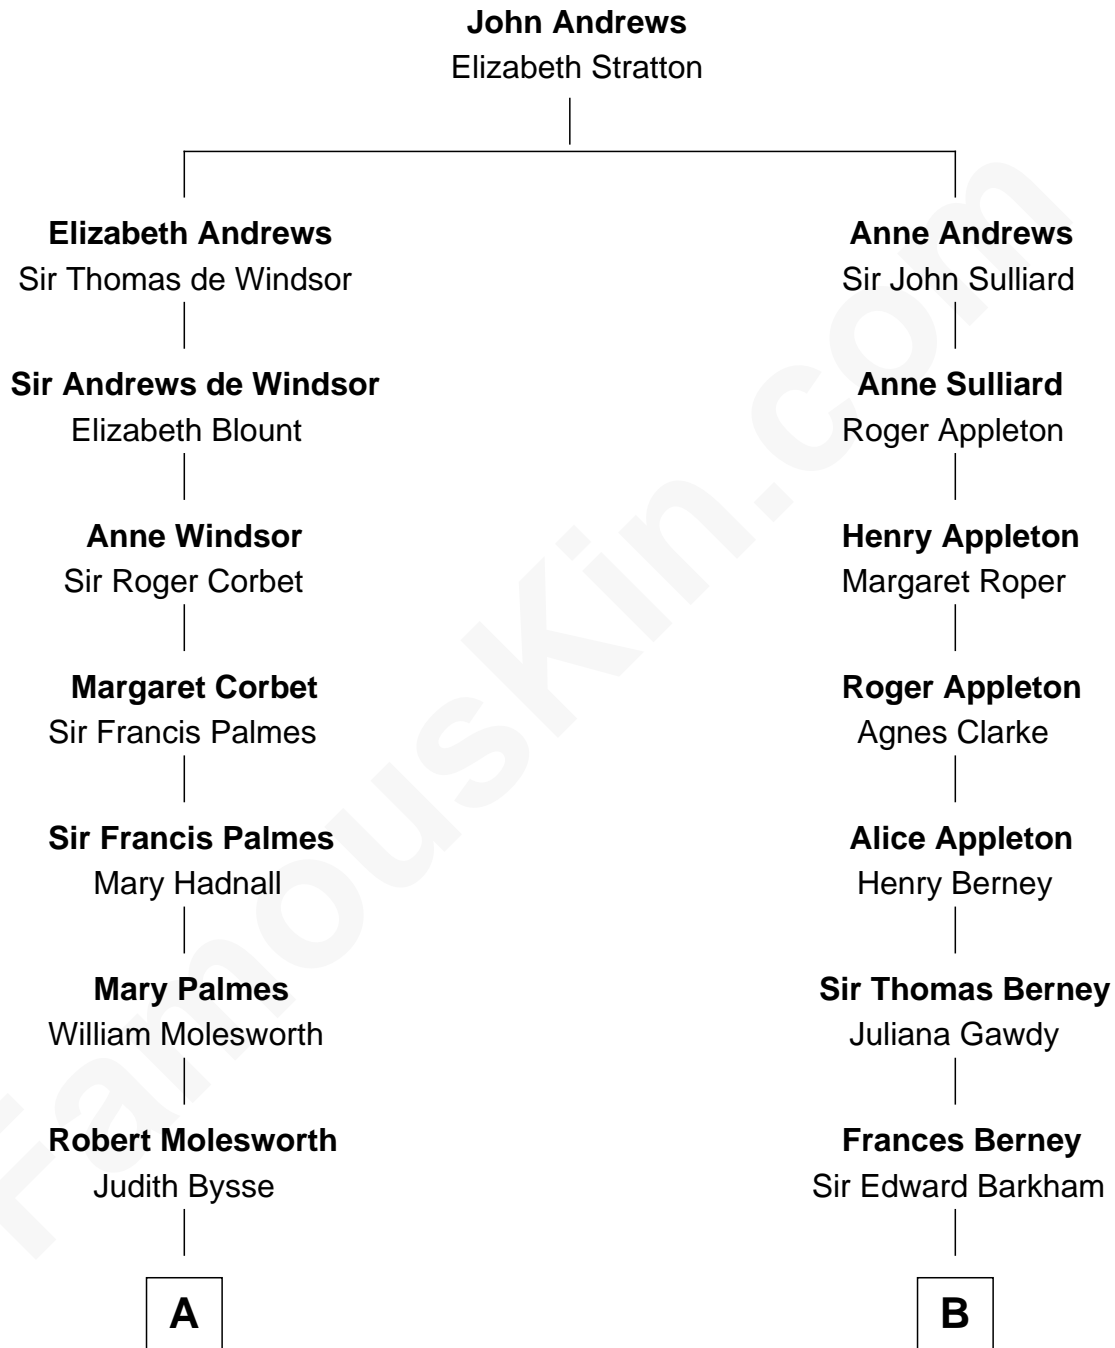 John Andrews
Elizabeth Stratton
Elizabeth Andrews
Sir Thomas de Windsor
Anne Andrews
Sir John Sulliard
Sir Andrews de Windsor
Elizabeth Blount
Anne Sulliard
Roger Appleton
Anne Windsor
Sir Roger Corbet
Henry Appleton
Margaret Roper
Margaret Corbet
Sir Francis Palmes
Roger Appleton
Agnes Clarke
Sir Francis Palmes
Mary Hadnall
Alice Appleton
Henry Berney
Mary Palmes
William Molesworth
Sir Thomas Berney
Juliana Gawdy
Robert Molesworth
Judith Bysse
Frances Berney
Sir Edward Barkham
A
B
FamousKin.com